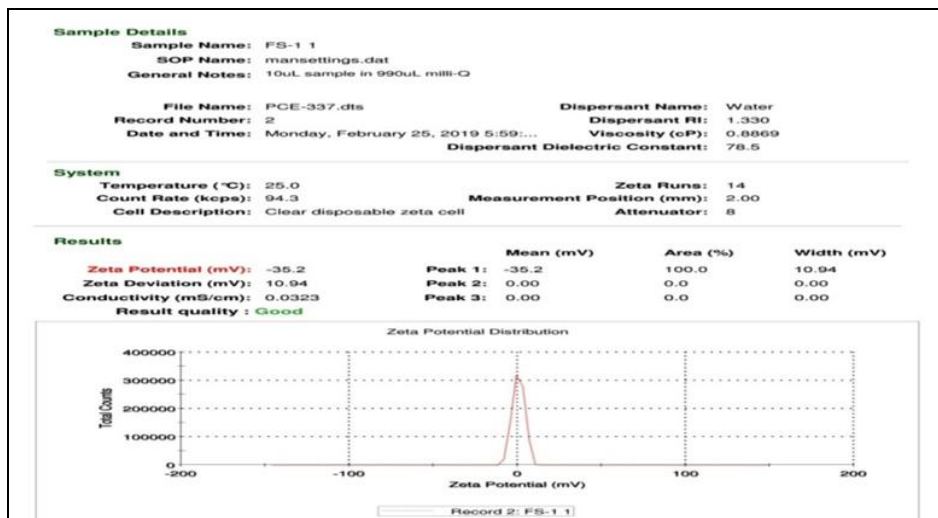 Sample Details
Sample Name: FS-1 1
SOP Name: mansettings.dat
General Notes: 10uL sample in 990uL milli-Q
File Name: PCE-337.dts Dispersant Name: Water
Record Number: 2 Dispersant RI: 1.330
Date and Time: Monday, February 25, 2019 5:59:... Viscosity (cP): 0.8869
Dispersant Dielectric Constant: 78.5
System
Temperature (°C): 25.0 Zeta Runs: 14
Count Rate (kcps): 94.3 Measurement Position (mm): 2.00
Cell Description: Clear disposable zeta cell Attenuator: 8
Results
Mean (mV) Area (%) Width (mV)
Zeta Potential (mV): -35.2 Peak 1: -35.2 100.0 10.94
Zeta Deviation (mV): 10.94 Peak 2: 0.00 0.0 0.00
Conductivity (mS/cm): 0.0323 Peak 3: 0.00 0.0 0.00
Result quality : Good
Zeta Potential Distribution
400000
300000
200000
100000
0
Total Counts
-200 -100 0 100 200
Zeta Potential (mV)
Record 2: FS-1 1